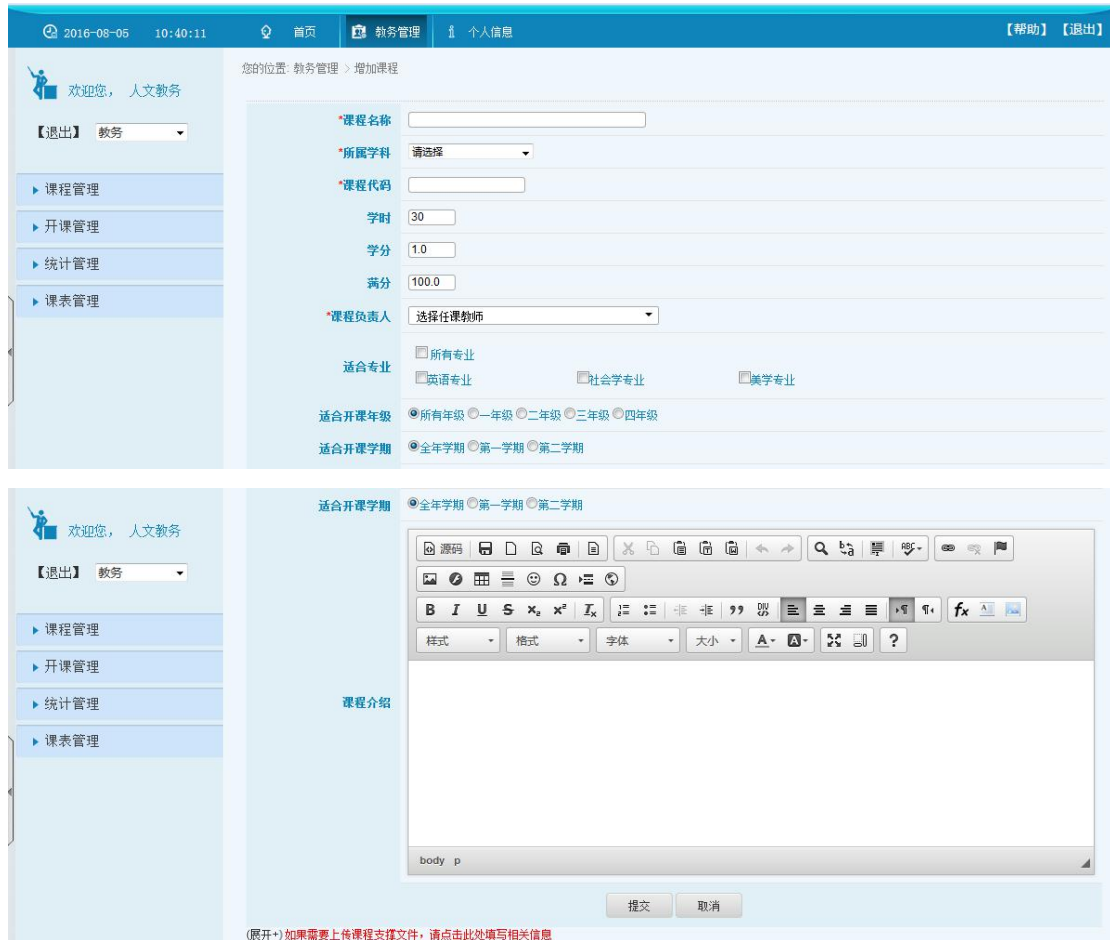 2016-08-05 10:40:11 首页 教务管理 个人信息 【帮助】 【退出】
欢迎您， 人文教务
【退出】 教务
课程管理
开课管理
统计管理
课表管理
您的位置: 教务管理 > 增加课程
*课程名称
*所属学科 请选择
*课程代码
学时 30
学分 1.0
满分 100.0
*课程负责人 选择任课教师
适合专业 所有专业
英语专业 社会学专业 美学专业
适合开课年级 所有年级 一年级 二年级 三年级 四年级
适合开课学期 全年学期 第一学期 第二学期
欢迎您， 人文教务
【退出】 教务
课程管理
开课管理
统计管理
课表管理
适合开课学期 全年学期 第一学期 第二学期
课程介绍
源码
B I U S x₂ x² Ix
样式 格式 字体 大小 A A ?
body p
提交 取消
(展开+)如果需要上传课程支撑文件，请点击此处填写相关信息